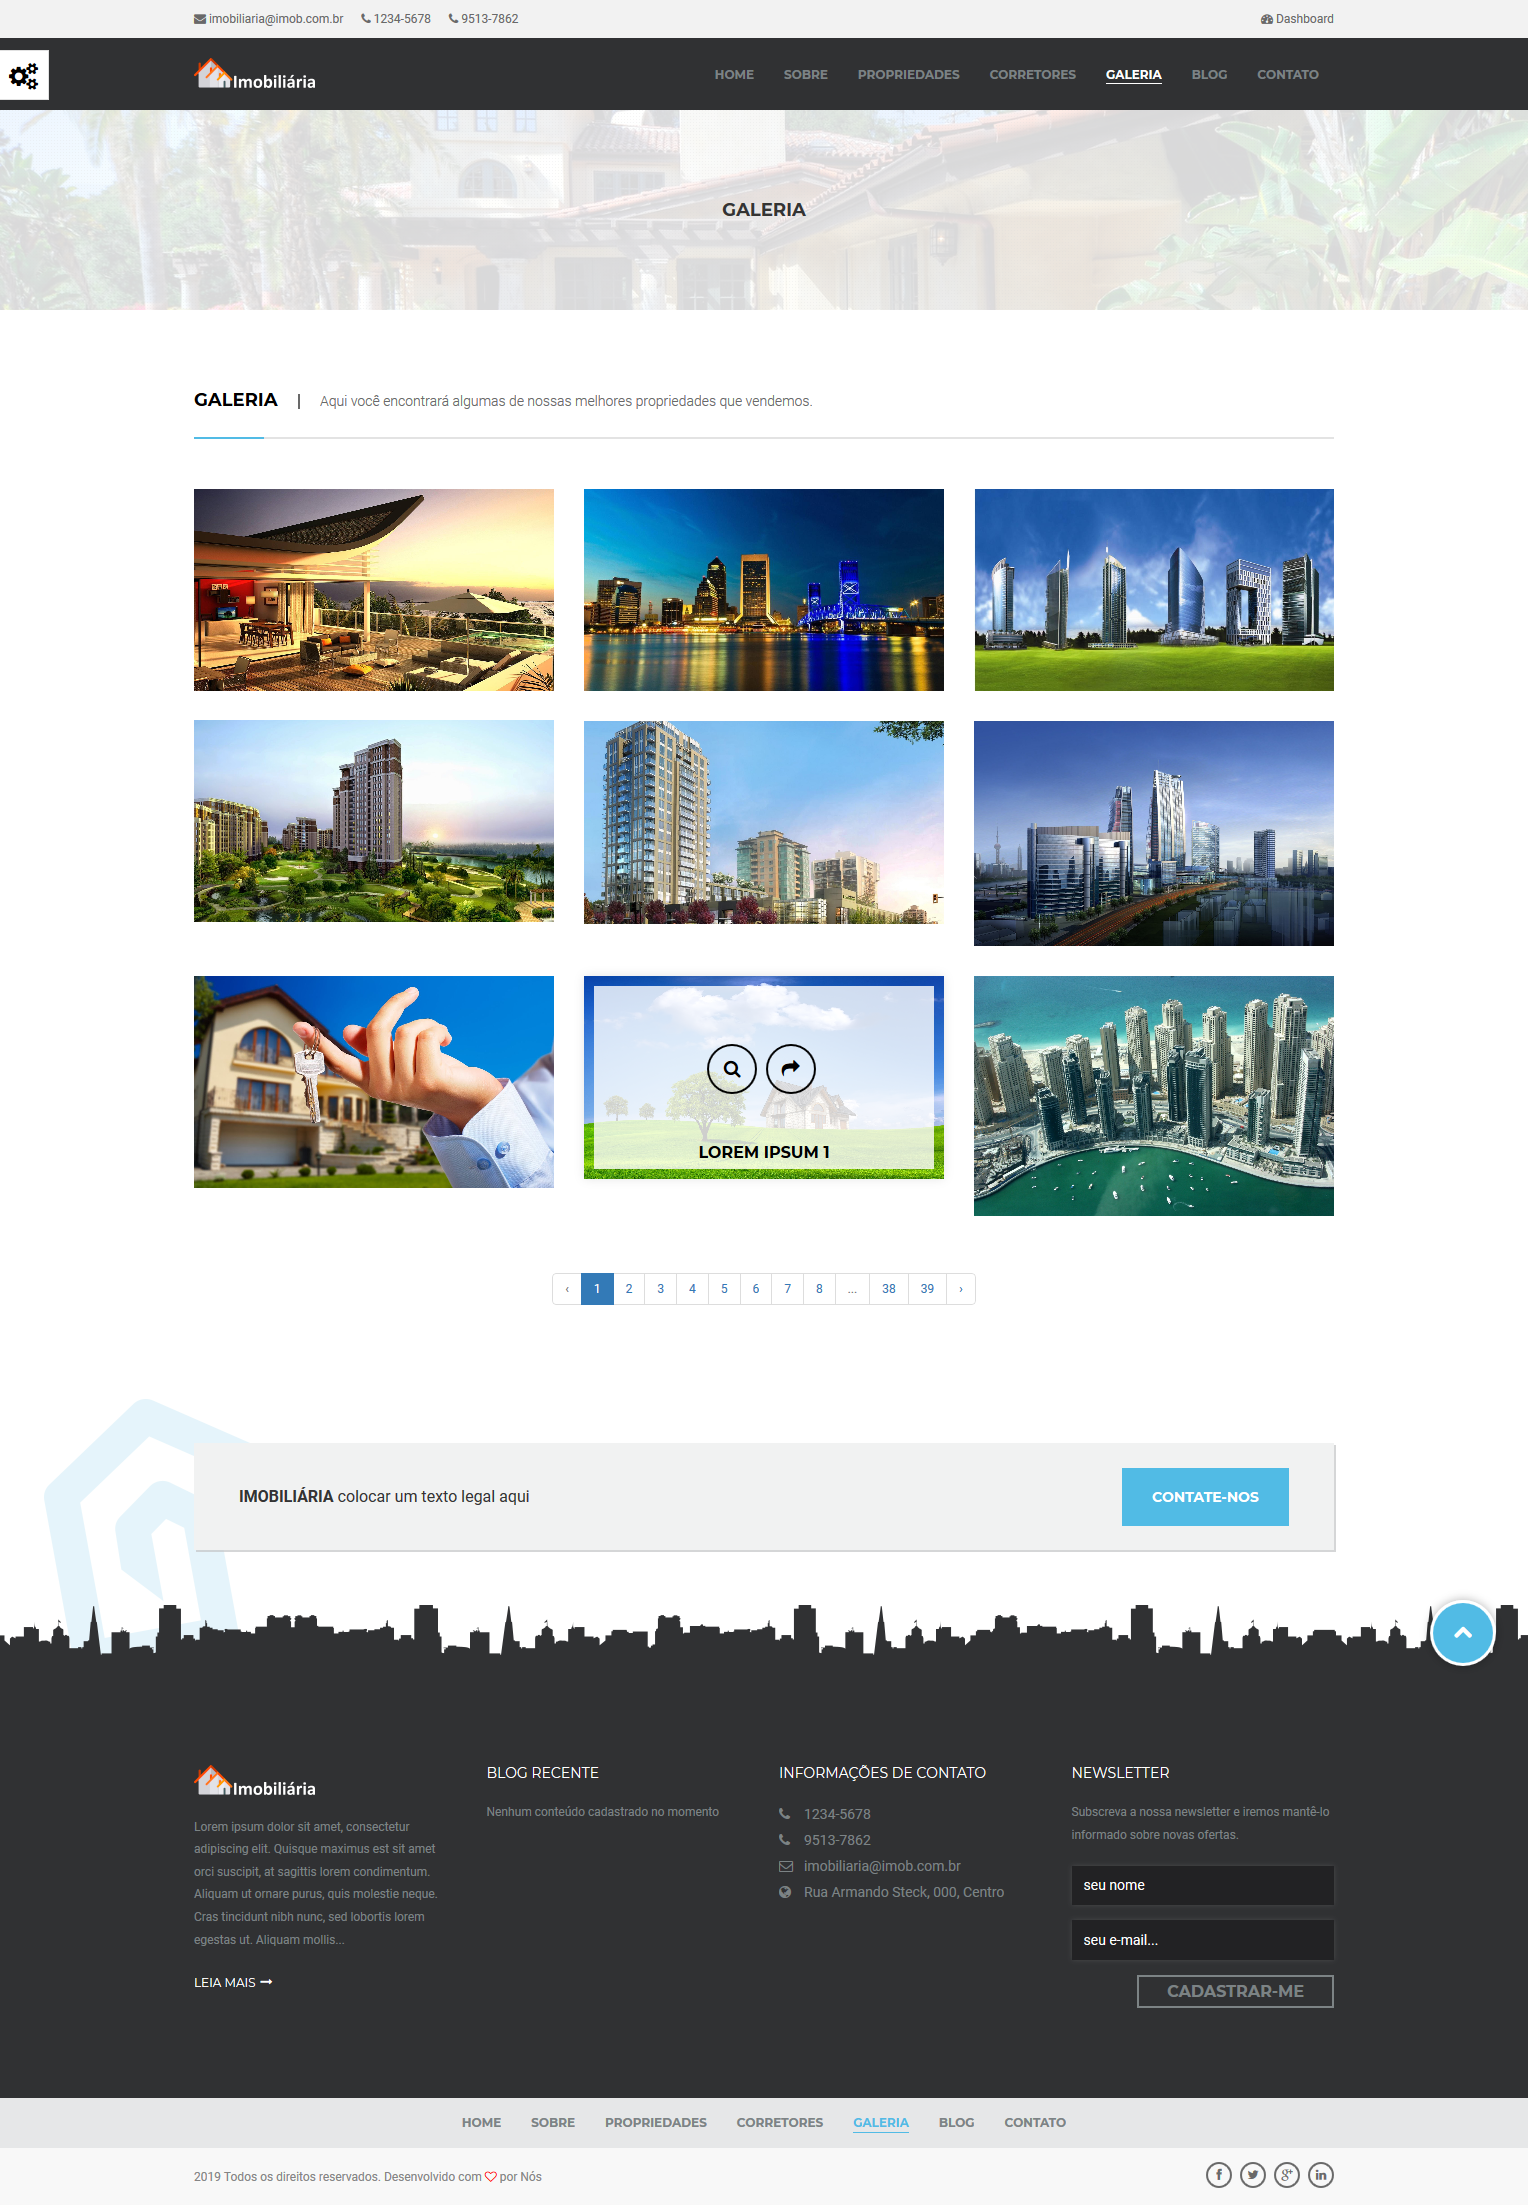 imobiliaria@imob.com.br 1234-5678 9513-7862 Dashboard
Imobiliária HOME SOBRE PROPRIEDADES CORRETORES GALERIA BLOG CONTATO
GALERIA
GALERIA | Aqui você encontrará algumas de nossas melhores propriedades que vendemos.
LOREM IPSUM 1
‹ 1 2 3 4 5 6 7 8 ... 38 39 ›
IMOBILIÁRIA colocar um texto legal aqui
CONTATE-NOS
Imobiliária
Lorem ipsum dolor sit amet, consectetur
adipiscing elit. Quisque maximus est sit amet
orci suscipit, at sagittis lorem condimentum.
Aliquam ut ornare purus, quis molestie neque.
Cras tincidunt nibh nunc, sed lobortis lorem
egestas ut. Aliquam mollis...
LEIA MAIS
BLOG RECENTE
Nenhum conteúdo cadastrado no momento
INFORMAÇÕES DE CONTATO
1234-5678
9513-7862
imobiliaria@imob.com.br
Rua Armando Steck, 000, Centro
NEWSLETTER
Subscreva a nossa newsletter e iremos mantê-lo
informado sobre novas ofertas.
seu nome
seu e-mail...
CADASTRAR-ME
HOME SOBRE PROPRIEDADES CORRETORES GALERIA BLOG CONTATO
2019 Todos os direitos reservados. Desenvolvido com ♡ por Nós